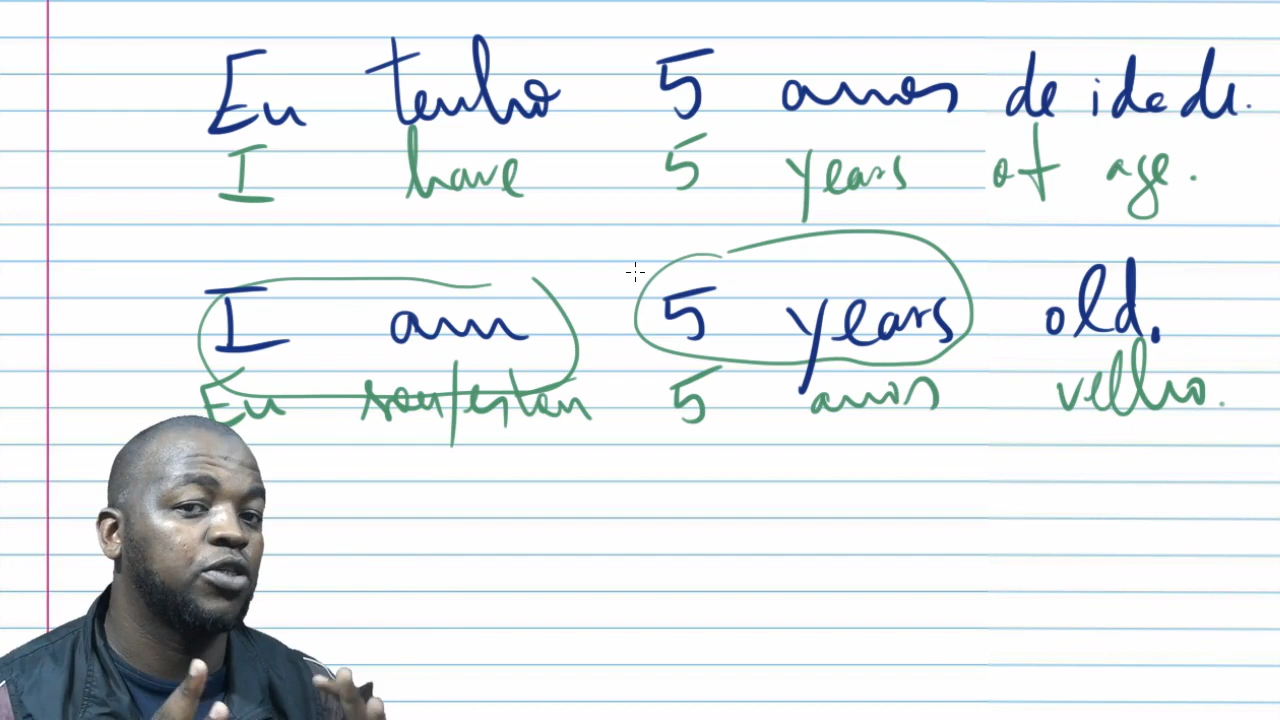 Eu tenho 5 anos de idade.
I have 5 years of age.
I am 5 years old.
Eu sou/estou 5 anos velho.